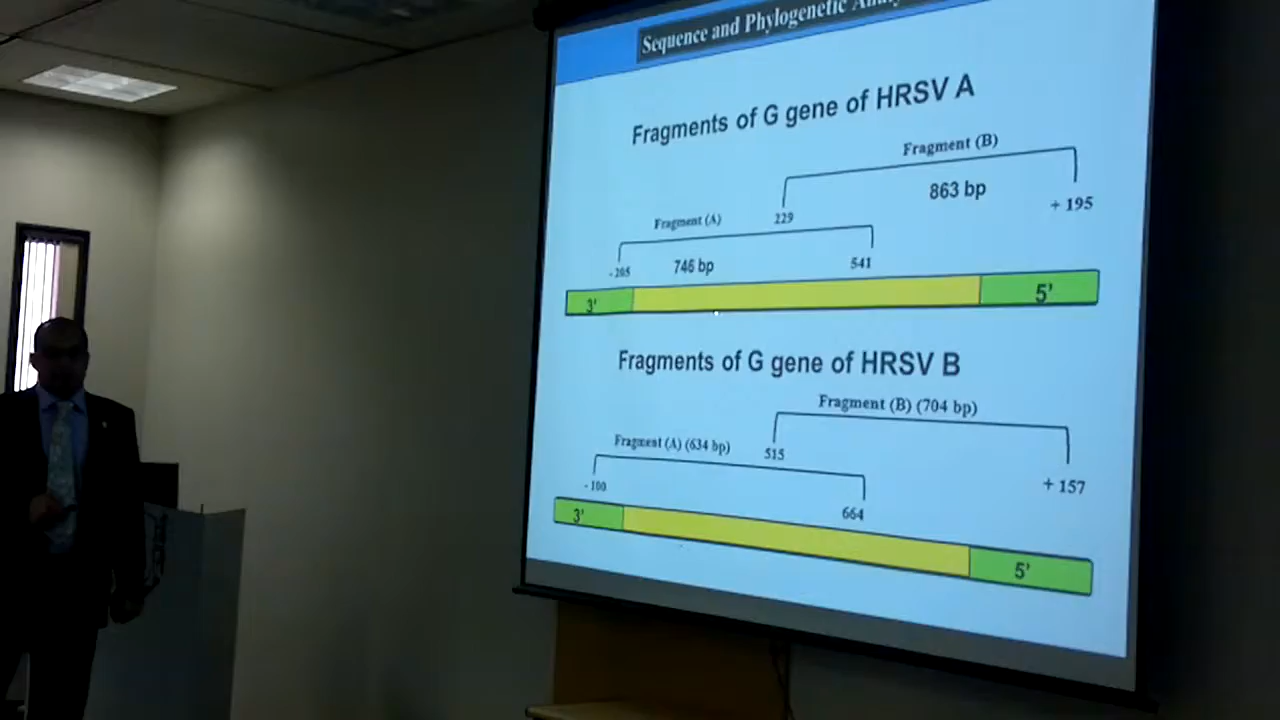 Sequence and Phylogenetic
Fragments of G gene of HRSV A
Fragment (B)
863 bp
+ 195
229
Fragment (A)
746 bp
541
3'
5'
Fragments of G gene of HRSV B
Fragment (B) (704 bp)
Fragment (A) (634 bp)
515
- 100
+ 157
664
3'
5'